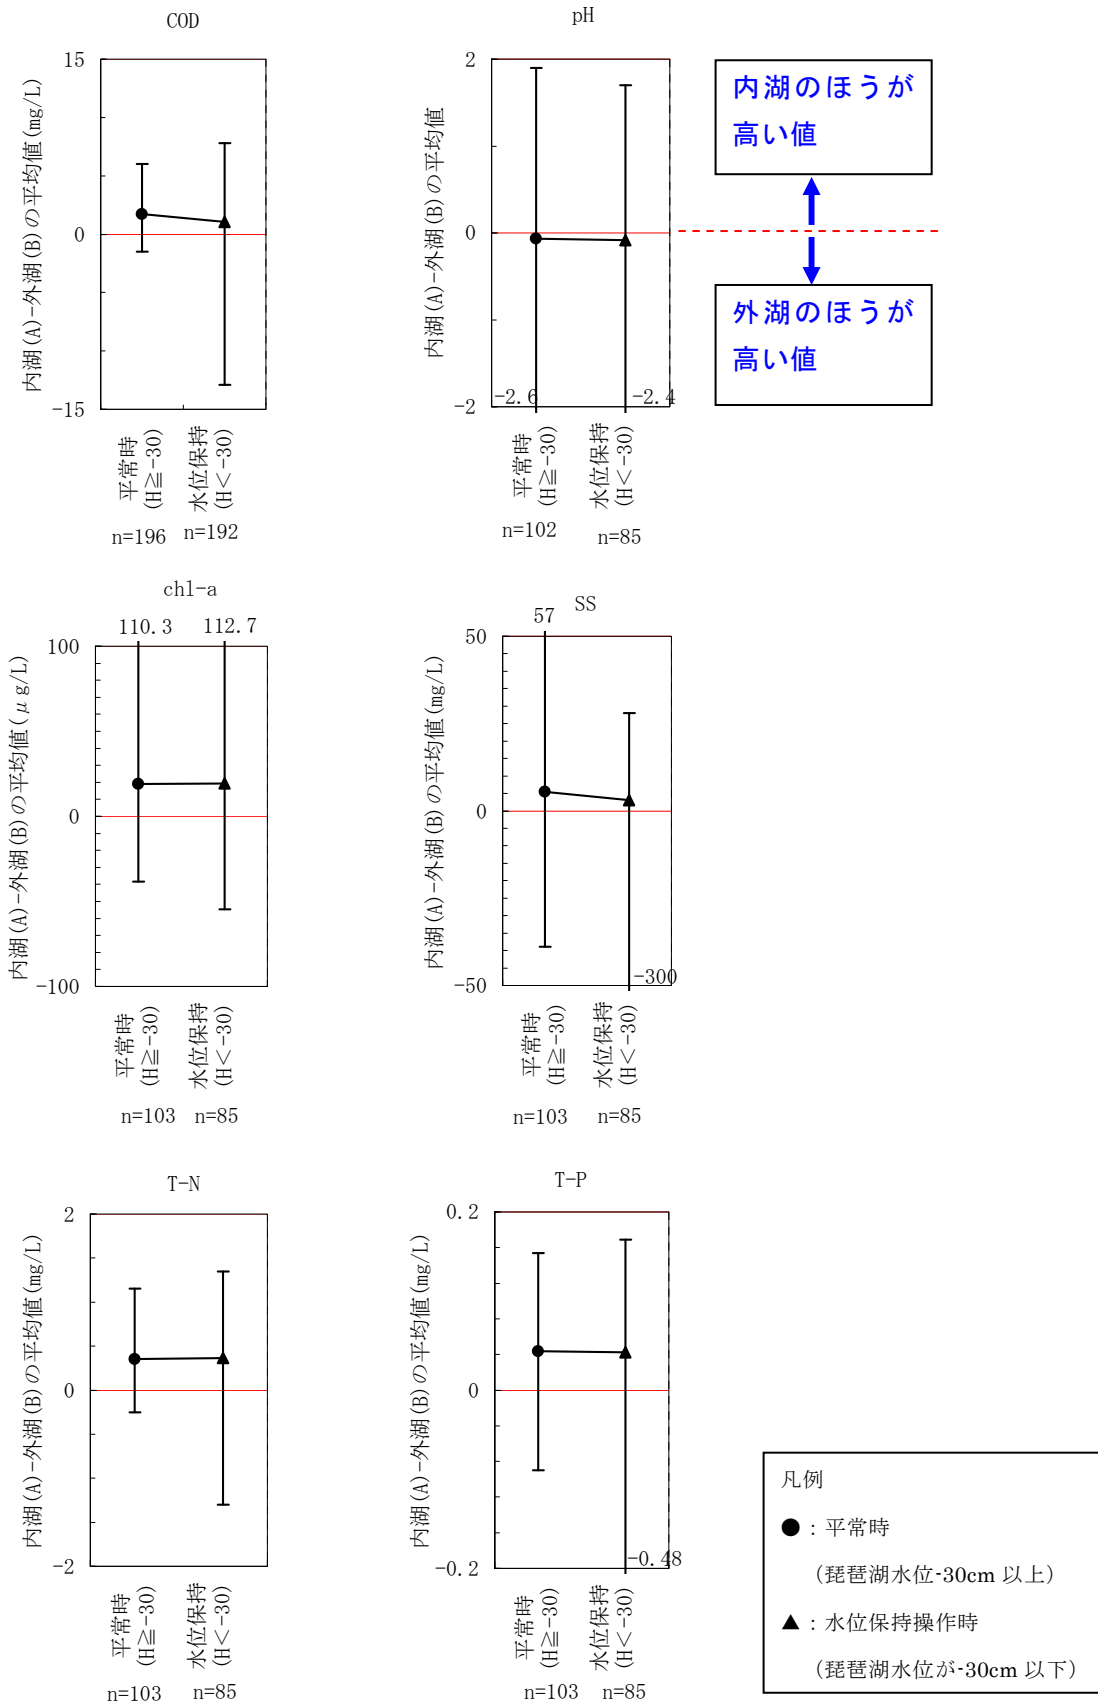 COD
内湖(A)-外湖(B)の平均値(mg/L)
15
0
-15
平常時
(H≧-30)
水位保持
(H＜-30)
n=196
n=192
pH
内湖(A)-外湖(B)の平均値
2
0
-2
-2.6
-2.4
平常時
(H≧-30)
水位保持
(H＜-30)
n=102
n=85
内湖のほうが
高い値
外湖のほうが
高い値
chl-a
110.3
112.7
内湖(A)-外湖(B)の平均値(μg/L)
100
0
-100
平常時
(H≧-30)
水位保持
(H＜-30)
n=103
n=85
SS
57
内湖(A)-外湖(B)の平均値(mg/L)
50
0
-50
-300
平常時
(H≧-30)
水位保持
(H＜-30)
n=103
n=85
T-N
内湖(A)-外湖(B)の平均値(mg/L)
2
0
-2
平常時
(H≧-30)
水位保持
(H＜-30)
n=103
n=85
T-P
内湖(A)-外湖(B)の平均値(mg/L)
0.2
0
-0.2
-0.48
平常時
(H≧-30)
水位保持
(H＜-30)
n=103
n=85
凡例
●：平常時
（琵琶湖水位-30cm 以上）
▲：水位保持操作時
（琵琶湖水位が-30cm 以下）